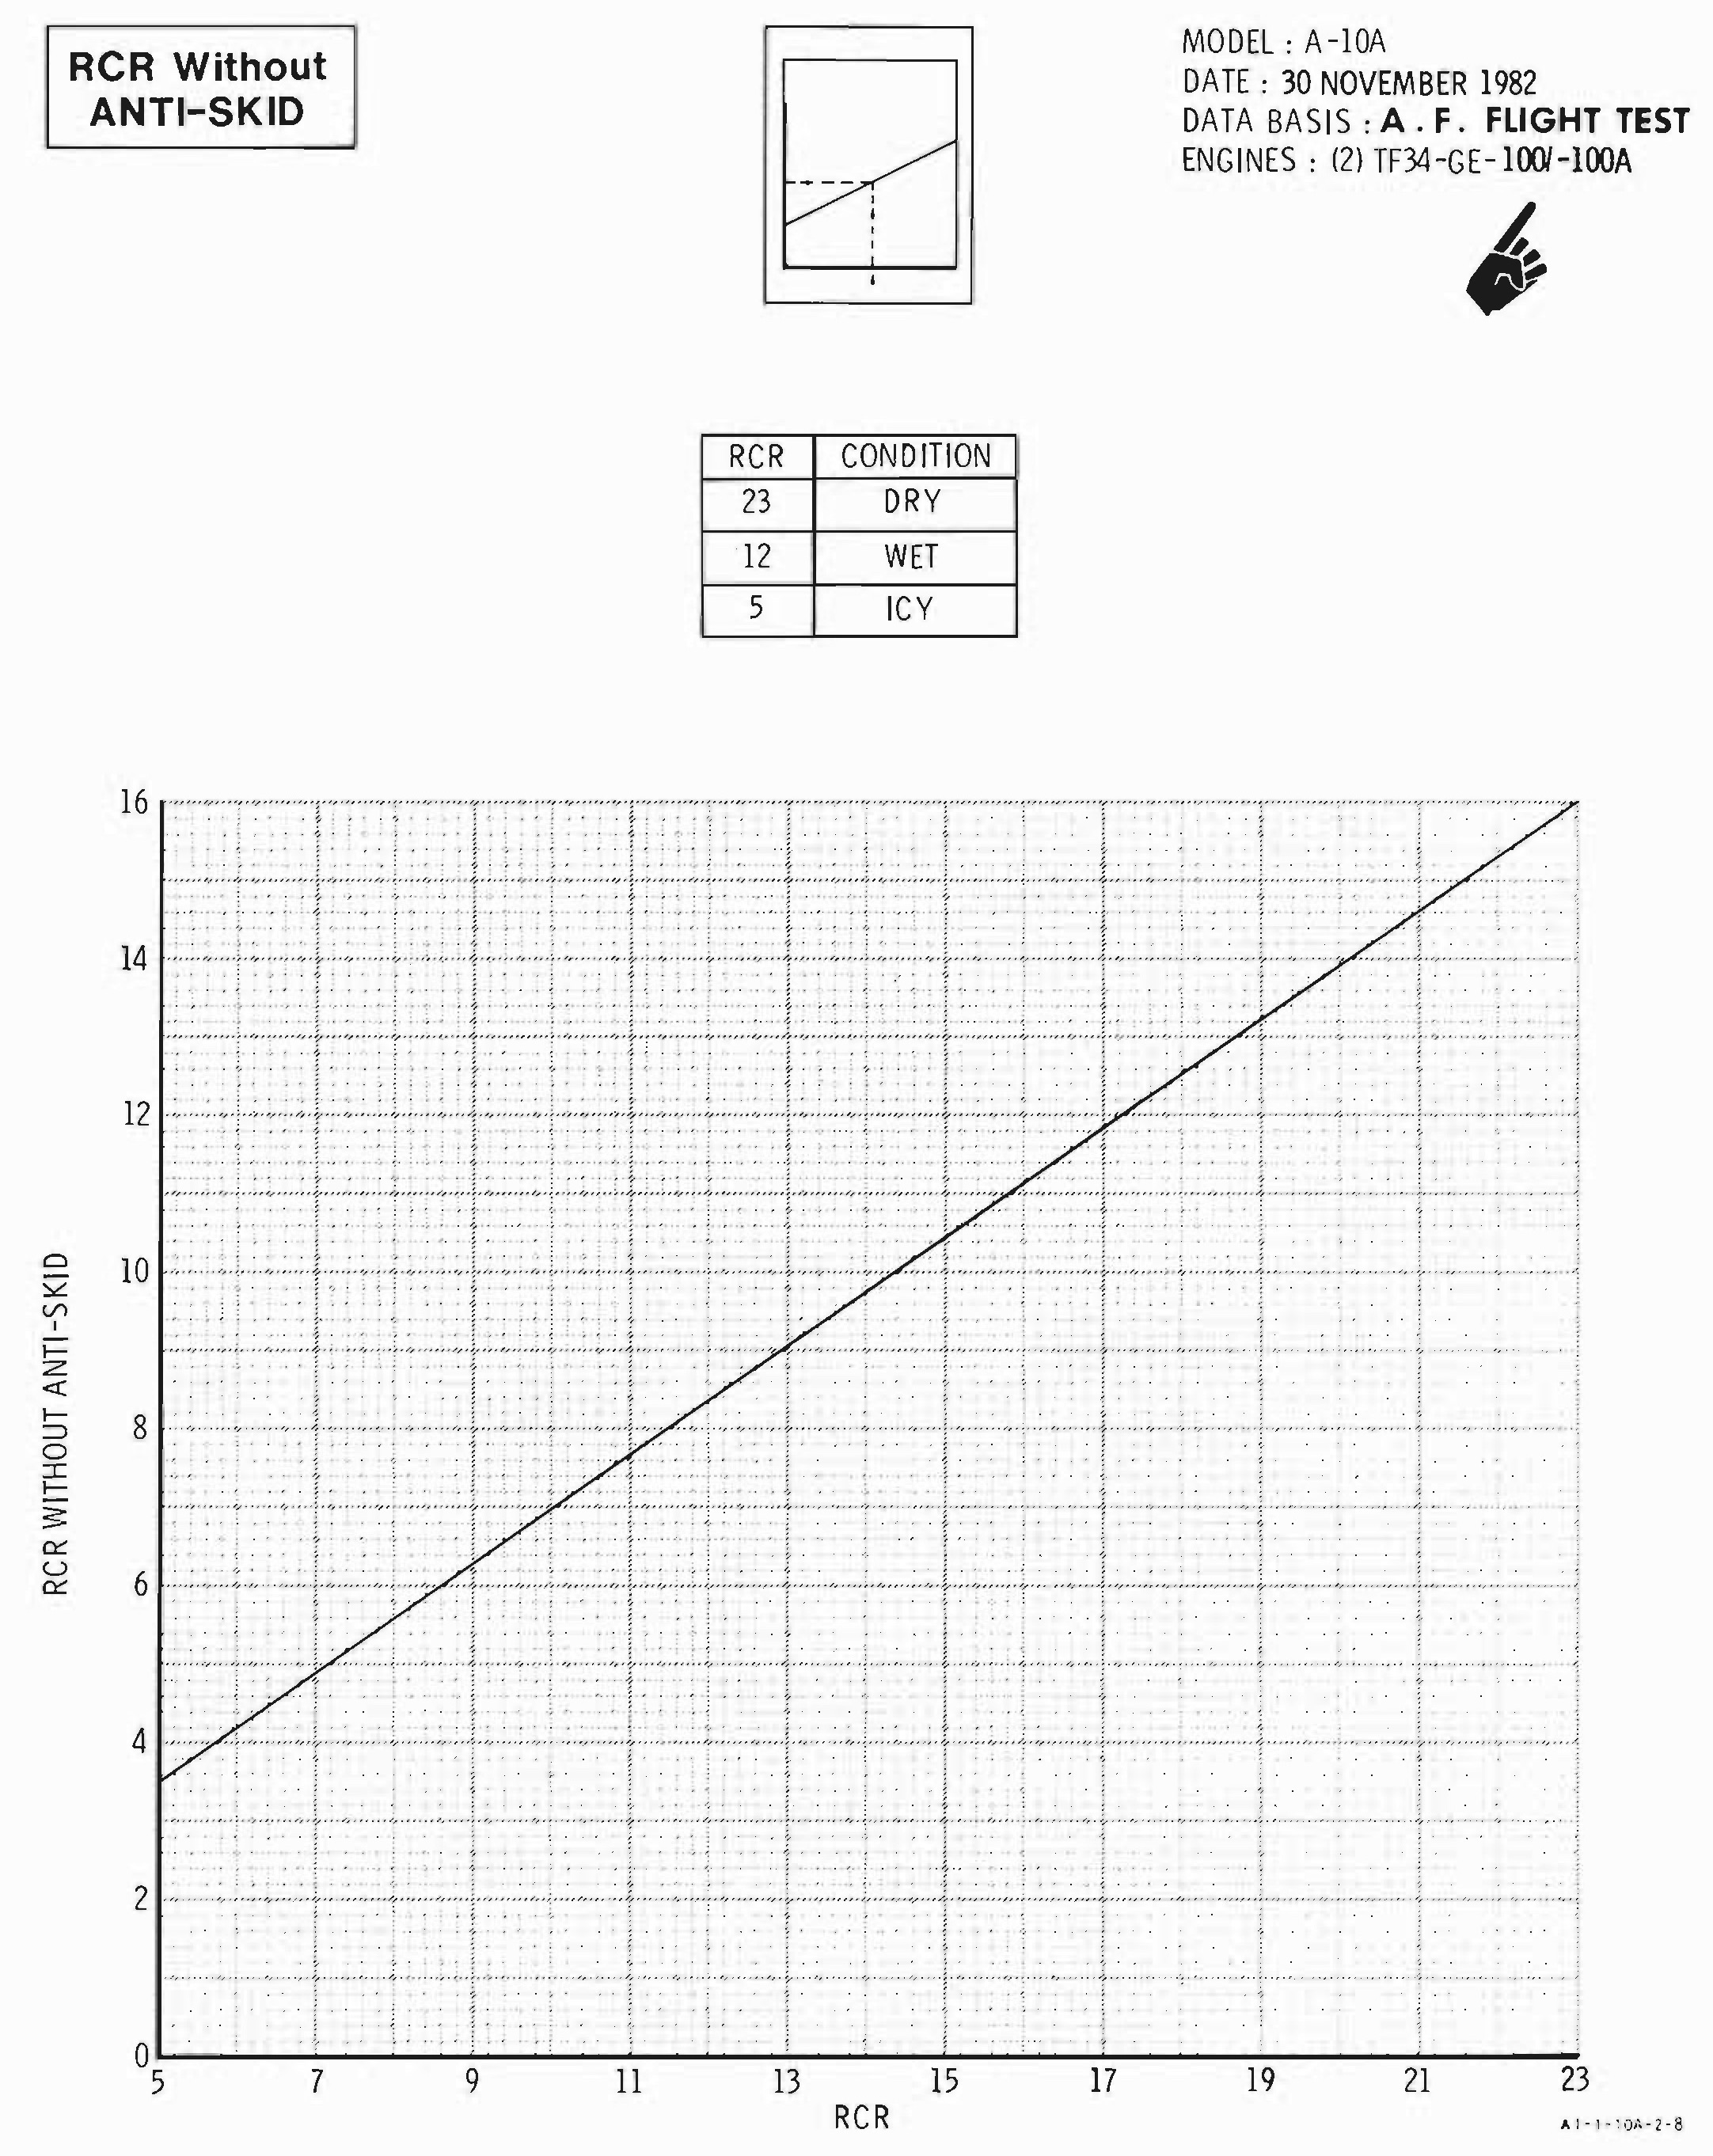 RCR Without
ANTI-SKID
MODEL : A-10A
DATE : 30 NOVEMBER 1982
DATA BASIS : A . F. FLIGHT TEST
ENGINES : (2) TF34-GE-100/-100A
RCR CONDITION
23 DRY
12 WET
5 ICY
16
14
12
10
8
6
4
2
0
RCR WITHOUT ANTI-SKID
5 7 9 11 13 15 17 19 21 23
RCR
A1-1-10A-2-8